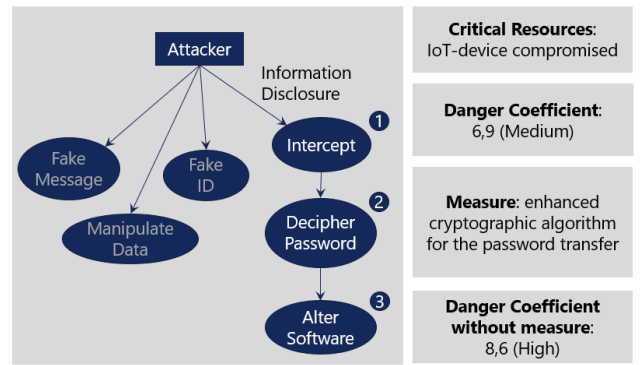 Attacker
Information
Disclosure
1
Intercept
Fake
Message
Fake
ID
Manipulate
Data
2
Decipher
Password
3
Alter
Software
Critical Resources:
IoT-device compromised
Danger Coefficient:
6,9 (Medium)
Measure: enhanced
cryptographic algorithm
for the password transfer
Danger Coefficient
without measure:
8,6 (High)